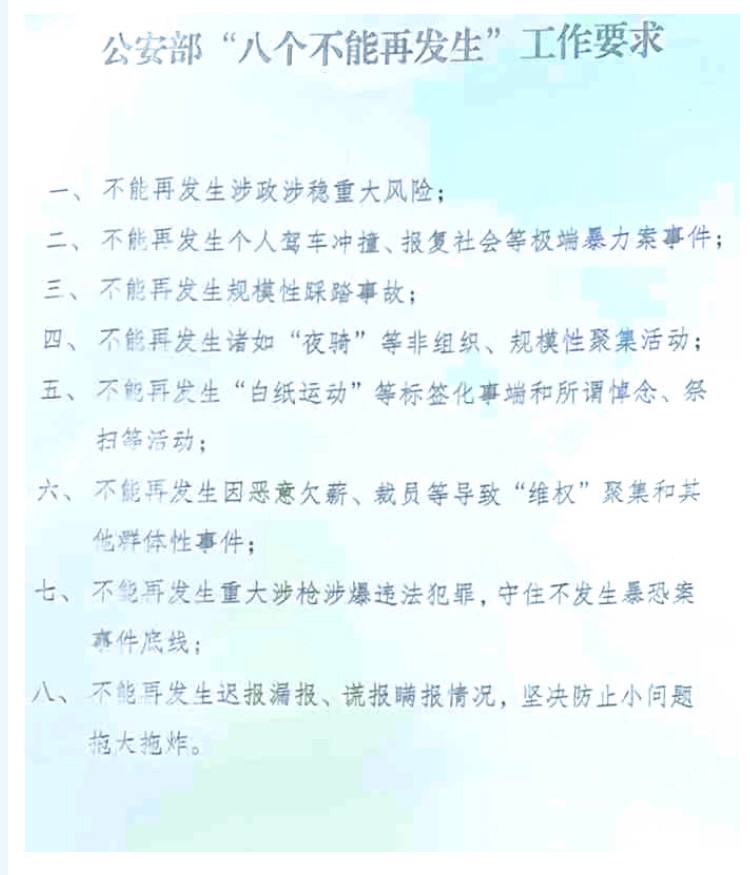 公安部“八个不能再发生”工作要求
一、不能再发生涉政涉稳重大风险；
二、不能再发生个人驾车冲撞、报复社会等极端暴力案事件；
三、不能再发生规模性踩踏事故；
四、不能再发生诸如“夜骑”等非组织、规模性聚集活动；
五、不能再发生“白纸运动”等标签化事端和所谓悼念、祭
扫等活动；
六、不能再发生因恶意欠薪、裁员等导致“维权”聚集和其
他群体性事件；
七、不能再发生重大涉枪涉爆违法犯罪，守住不发生暴恐案
事件底线；
八、不能再发生迟报漏报、谎报瞒报情况，坚决防止小问题
拖大拖炸。